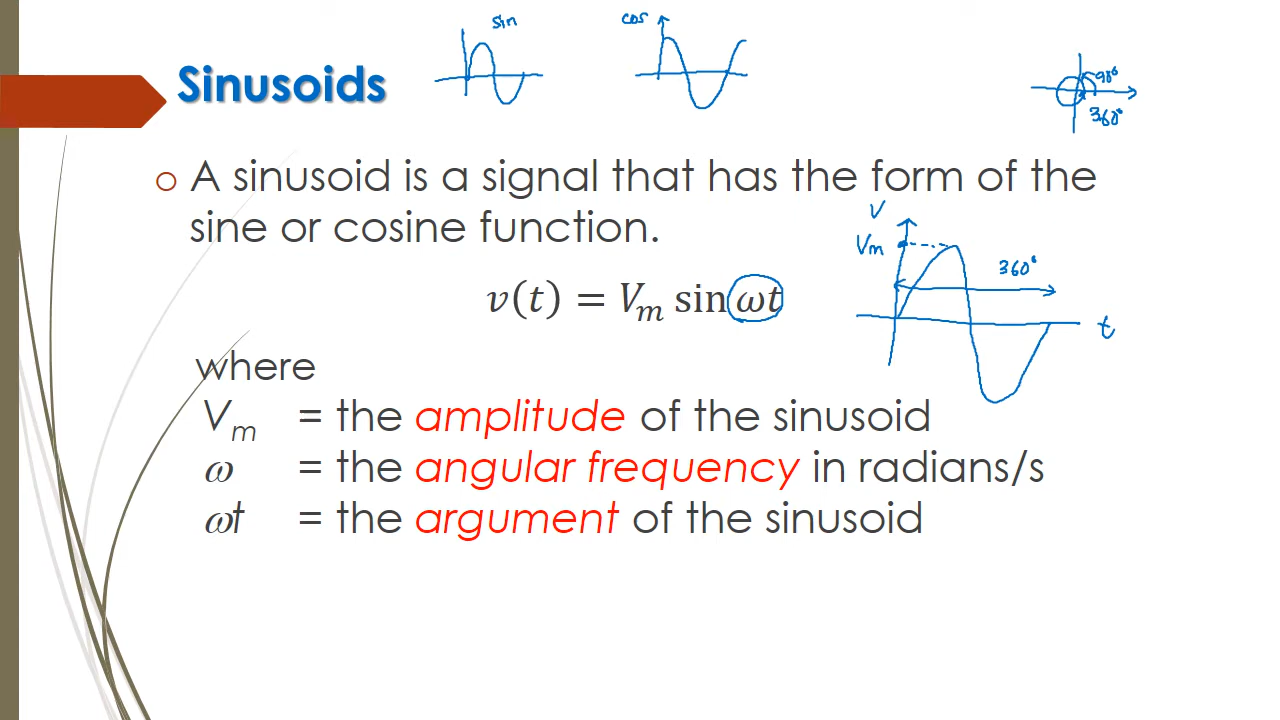 sin
cos
Sinusoids
90°
360°
o A sinusoid is a signal that has the form of the
sine or cosine function.
V
Vm
360°
t
v(t) = Vm sin ωt
where
Vm = the amplitude of the sinusoid
ω = the angular frequency in radians/s
ωt = the argument of the sinusoid